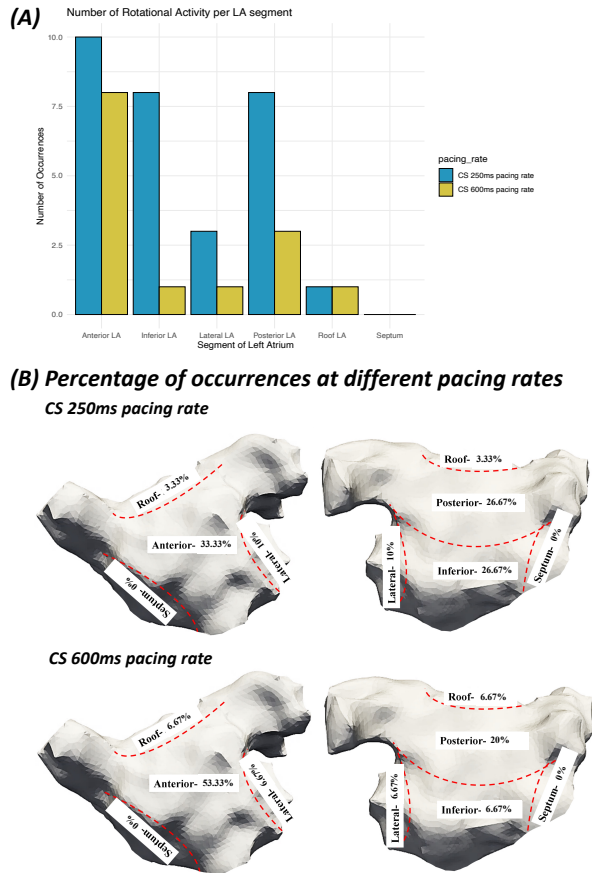 (A)
Number of Rotational Activity per LA segment
10.0
7.5
5.0
2.5
0.0
Number of Occurrences
Anterior LA Inferior LA Lateral LA Posterior LA Roof LA Septum
Segment of Left Atrium
pacing_rate
CS 250ms pacing rate
CS 600ms pacing rate
(B) Percentage of occurrences at different pacing rates
CS 250ms pacing rate
Roof- 3.33%
Anterior- 33.33%
Lateral- 10%
Septum- 0%
Roof- 3.33%
Posterior- 26.67%
Lateral- 10%
Inferior- 26.67%
Septum- 0%
CS 600ms pacing rate
Roof- 6.67%
Anterior- 53.33%
Lateral- 6.67%
Septum- 0%
Roof- 6.67%
Posterior- 20%
Lateral- 6.67%
Inferior- 6.67%
Septum- 0%